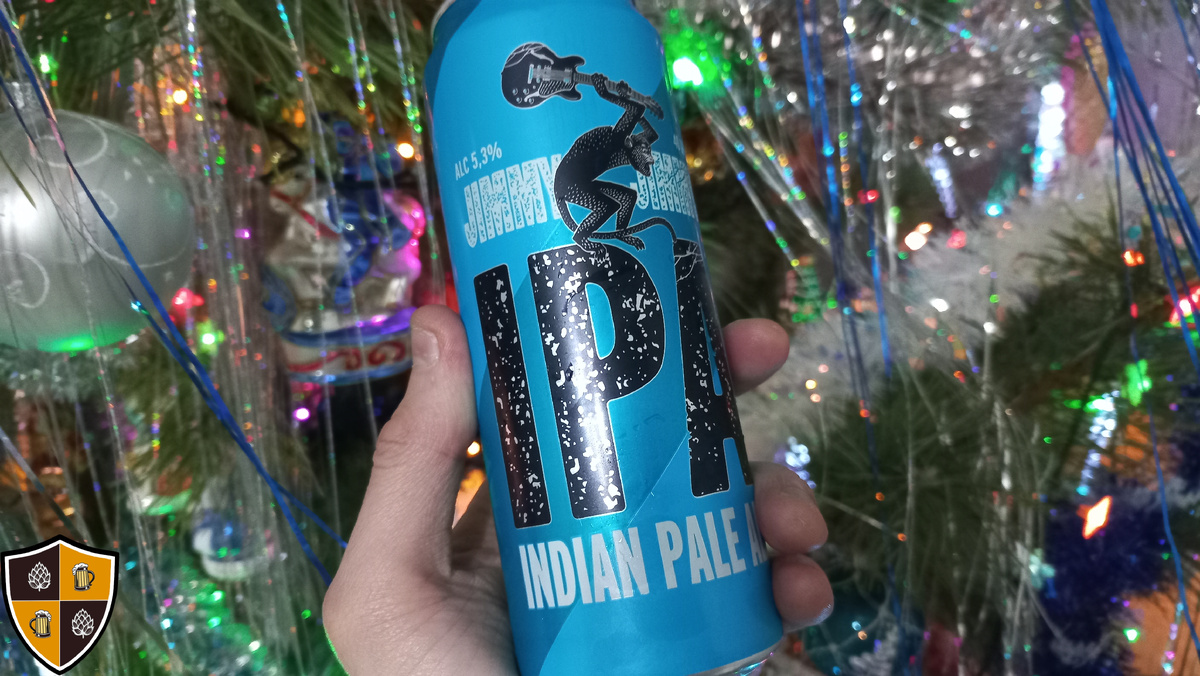 ALC 5,3%
IPA
INDIAN PALE